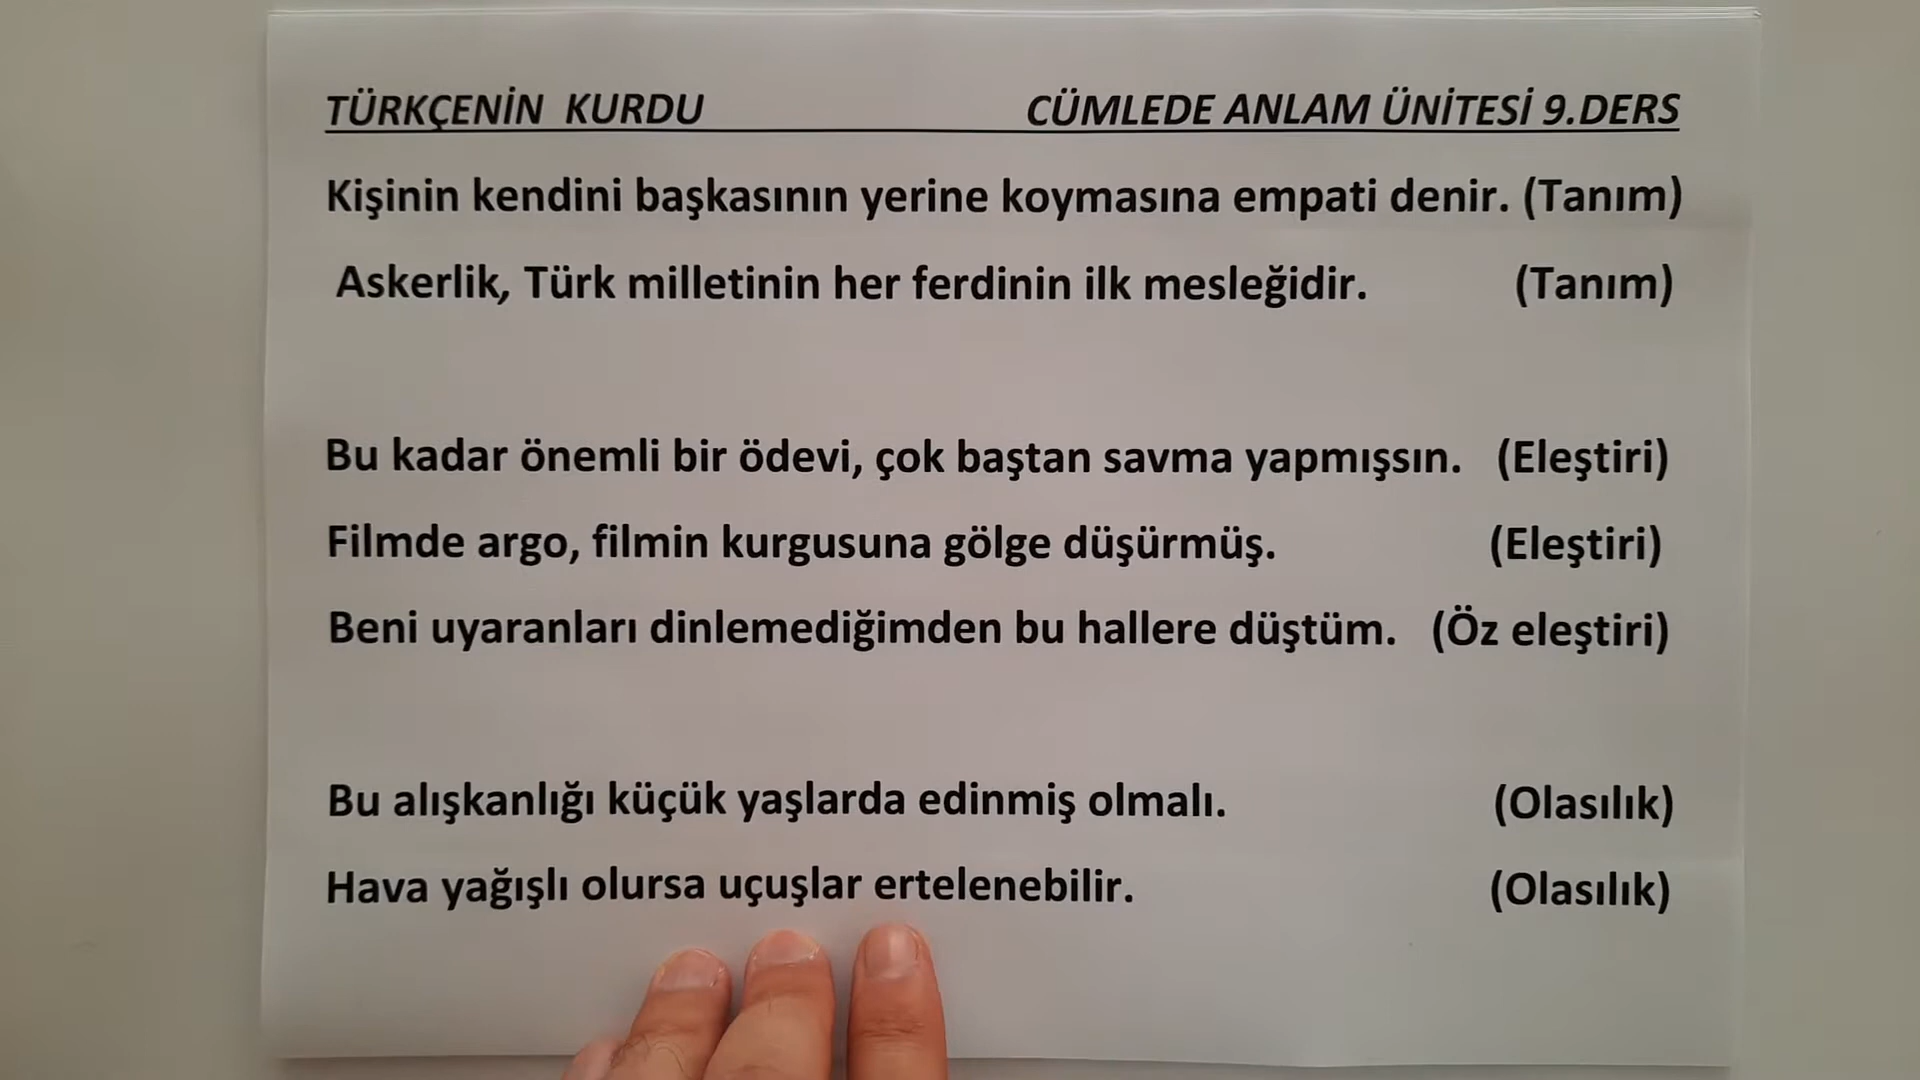 TÜRKÇENİN KURDU CÜMLEDE ANLAM ÜNİTESİ 9.DERS
Kişinin kendini başkasının yerine koymasına empati denir. (Tanım)
Askerlik, Türk milletinin her ferdinin ilk mesleğidir. (Tanım)
Bu kadar önemli bir ödevi, çok baştan savma yapmışsın. (Eleştiri)
Filmde argo, filmin kurgusuna gölge düşürmüş. (Eleştiri)
Beni uyaranları dinlemediğimden bu hallere düştüm. (Öz eleştiri)
Bu alışkanlığı küçük yaşlarda edinmiş olmalı. (Olasılık)
Hava yağışlı olursa uçuşlar ertelenebilir. (Olasılık)